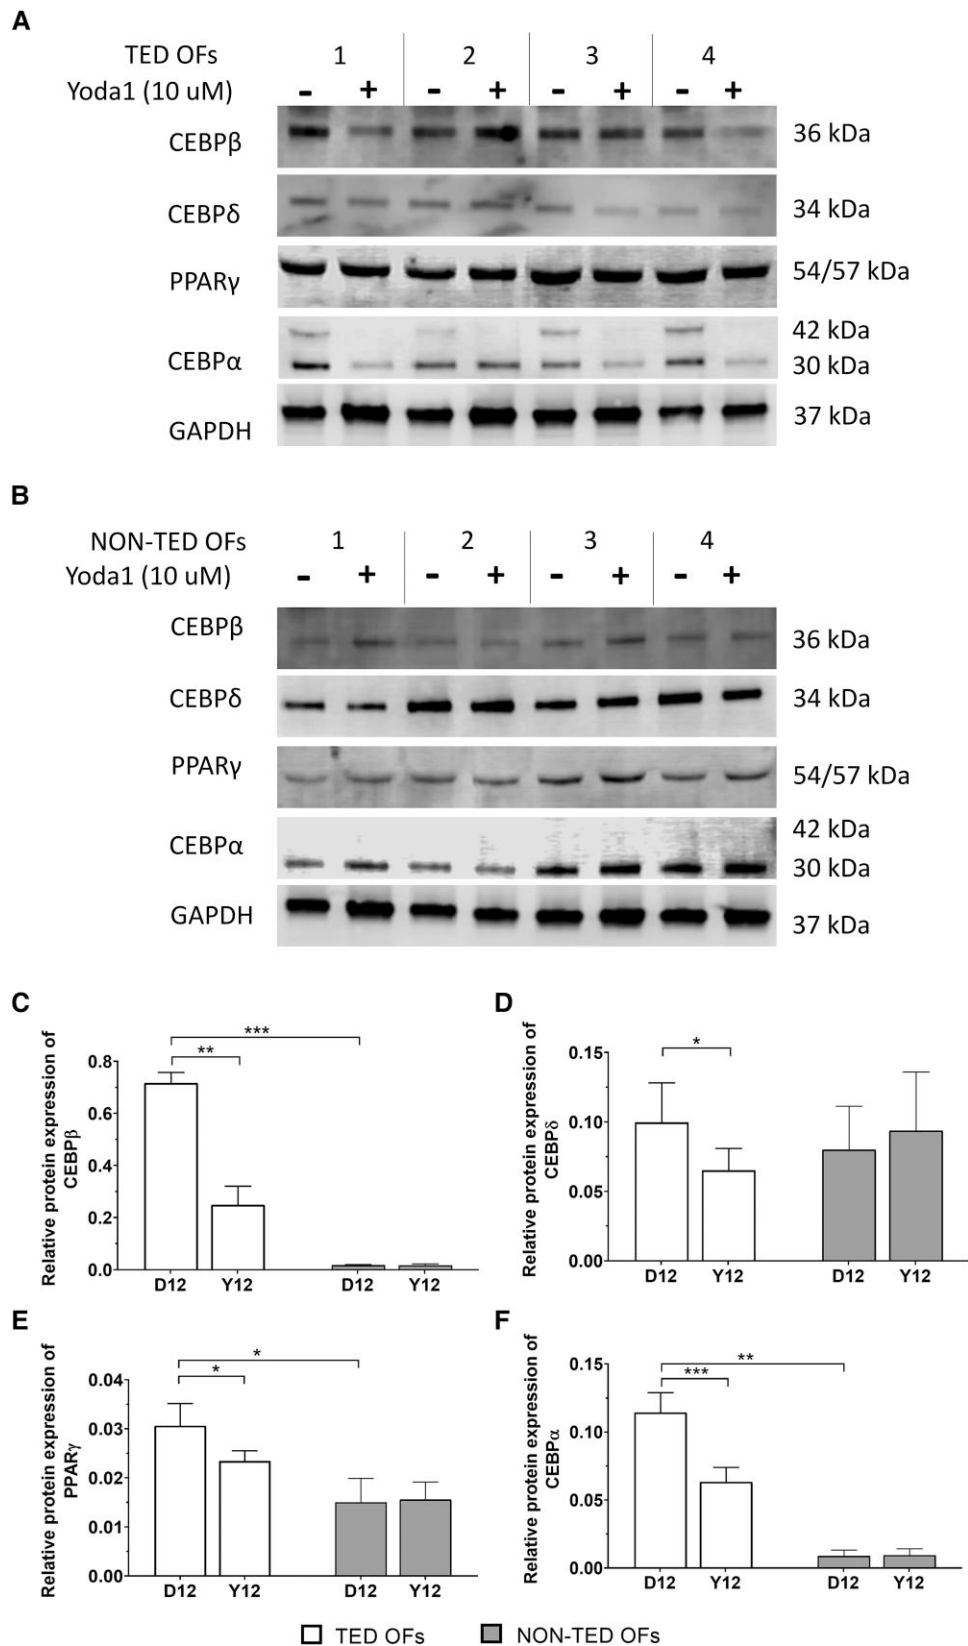 A
TED OFs 1 2 3 4
Yoda1 (10 uM) - + - + - + - +
CEBPβ 36 kDa
CEBPδ 34 kDa
PPARγ 54/57 kDa
42 kDa
CEBPα 30 kDa
GAPDH 37 kDa
B
NON-TED OFs 1 2 3 4
Yoda1 (10 uM) - + - + - + - +
CEBPβ 36 kDa
CEBPδ 34 kDa
PPARγ 54/57 kDa
42 kDa
CEBPα 30 kDa
GAPDH 37 kDa
C
Relative protein expression of
CEBPβ
0.8
0.6
0.4
0.2
0.0
***
**
D12 Y12 D12 Y12
D
Relative protein expression of
CEBPδ
0.15
0.10
0.05
0.00
*
D12 Y12 D12 Y12
E
Relative protein expression of
PPARγ
0.04
0.03
0.02
0.01
0.00
*
*
D12 Y12 D12 Y12
F
Relative protein expression of
CEBPα
0.15
0.10
0.05
0.00
**
***
D12 Y12 D12 Y12
TED OFs NON-TED OFs